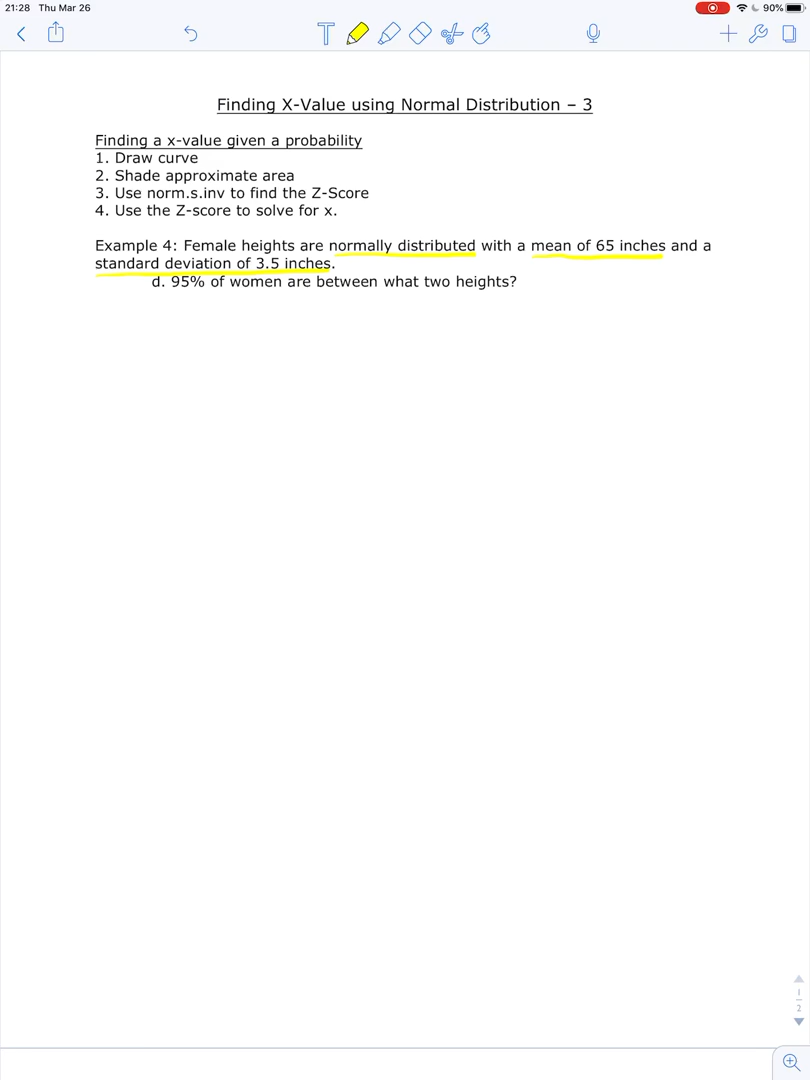 21:28 Thu Mar 26
90%
T
Finding X-Value using Normal Distribution – 3
Finding a x-value given a probability
1. Draw curve
2. Shade approximate area
3. Use norm.s.inv to find the Z-Score
4. Use the Z-score to solve for x.
Example 4: Female heights are normally distributed with a mean of 65 inches and a
standard deviation of 3.5 inches.
d. 95% of women are between what two heights?
1
2